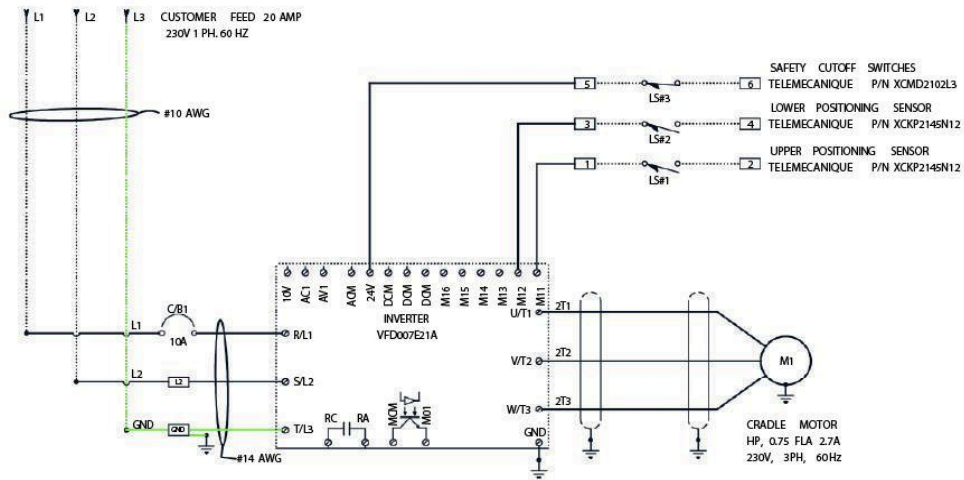 L1 L2 L3 CUSTOMER FEED 20 AMP
230V 1 PH. 60 HZ
#10 AWG
SAFETY CUTOFF SWITCHES
5 LS#3 6 TELEMECANIQUE P/N XCMD2102L3
LOWER POSITIONING SENSOR
3 LS#2 4 TELEMECANIQUE P/N XCKP2145N12
UPPER POSITIONING SENSOR
1 LS#1 2 TELEMECANIQUE P/N XCKP2145N12
10V AC1 AV1 ACM 24V DCM DCM DCM M16 M15 M14 M13 M12 M11
INVERTER
VFD007E21A
C/B1
L1 10A R/L1
L2 L2 S/L2
GND GND T/L3
#14 AWG
RC RA MCM M01
U/T1 2T1
V/T2 2T2
W/T3 2T3
GND
M1
CRADLE MOTOR
HP, 0.75 FLA 2.7A
230V, 3PH, 60Hz